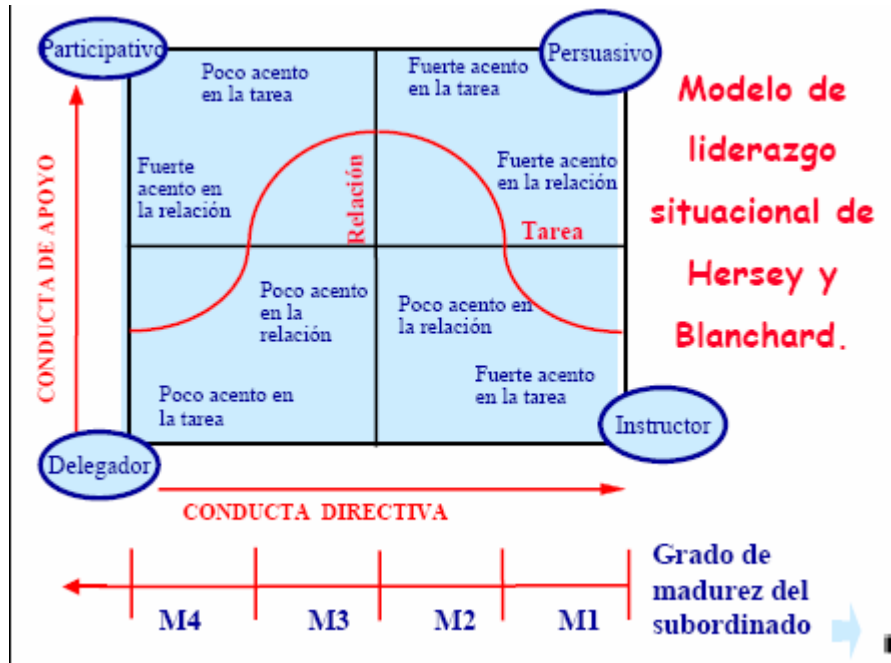 Participativo
Poco acento
en la tarea
Fuerte acento
en la tarea
Persuasivo
Fuerte
acento en
la relación
Relación
Fuerte acento
en la relación
Tarea
CONDUCTA DE APOYO
Poco acento
en la
relación
Poco acento en
la tarea
Poco acento en
la relación
Fuerte acento
en la tarea
Delegador
Instructor
CONDUCTA DIRECTIVA
Modelo de
liderazgo
situacional de
Hersey y
Blanchard.
M4
M3
M2
M1
Grado de
madurez del
subordinado